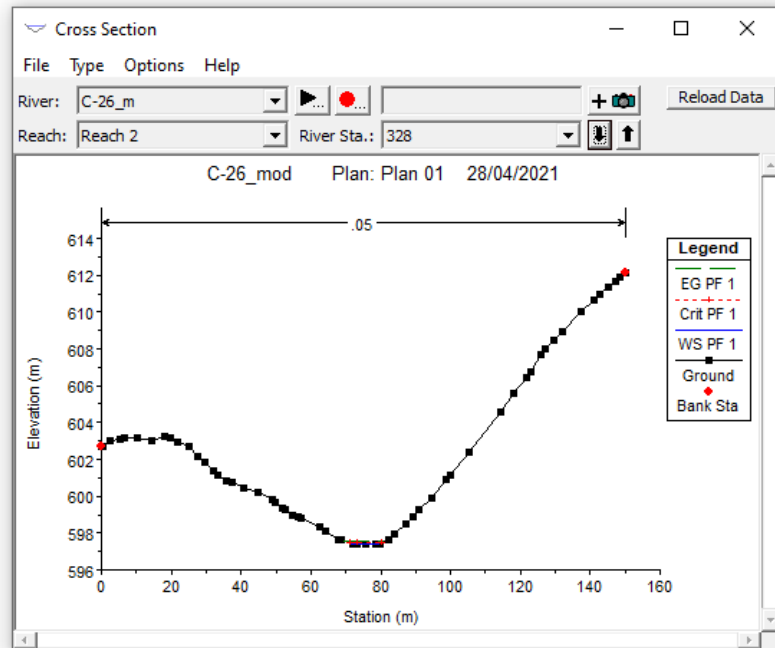 Cross Section
File Type Options Help
River: C-26_m
+
Reload Data
Reach: Reach 2 River Sta.: 328
C-26_mod Plan: Plan 01 28/04/2021
.05
Elevation (m)
614
612
610
608
606
604
602
600
598
596
0 20 40 60 80 100 120 140 160
Station (m)
Legend
EG PF 1
Crit PF 1
WS PF 1
Ground
Bank Sta